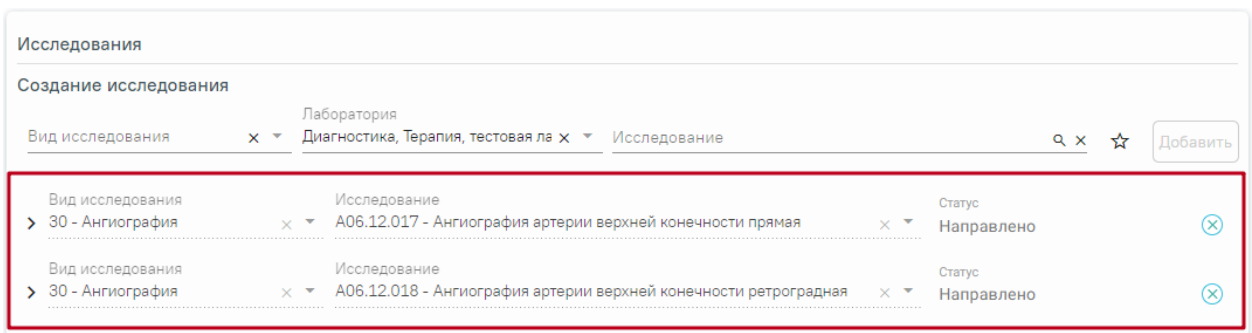 Исследования
Создание исследования
Лаборатория
Вид исследования Диагностика, Терапия, тестовая ла Исследование Добавить
Вид исследования Исследование Статус
30 - Ангиография A06.12.017 - Ангиография артерии верхней конечности прямая Направлено
Вид исследования Исследование Статус
30 - Ангиография A06.12.018 - Ангиография артерии верхней конечности ретроградная Направлено